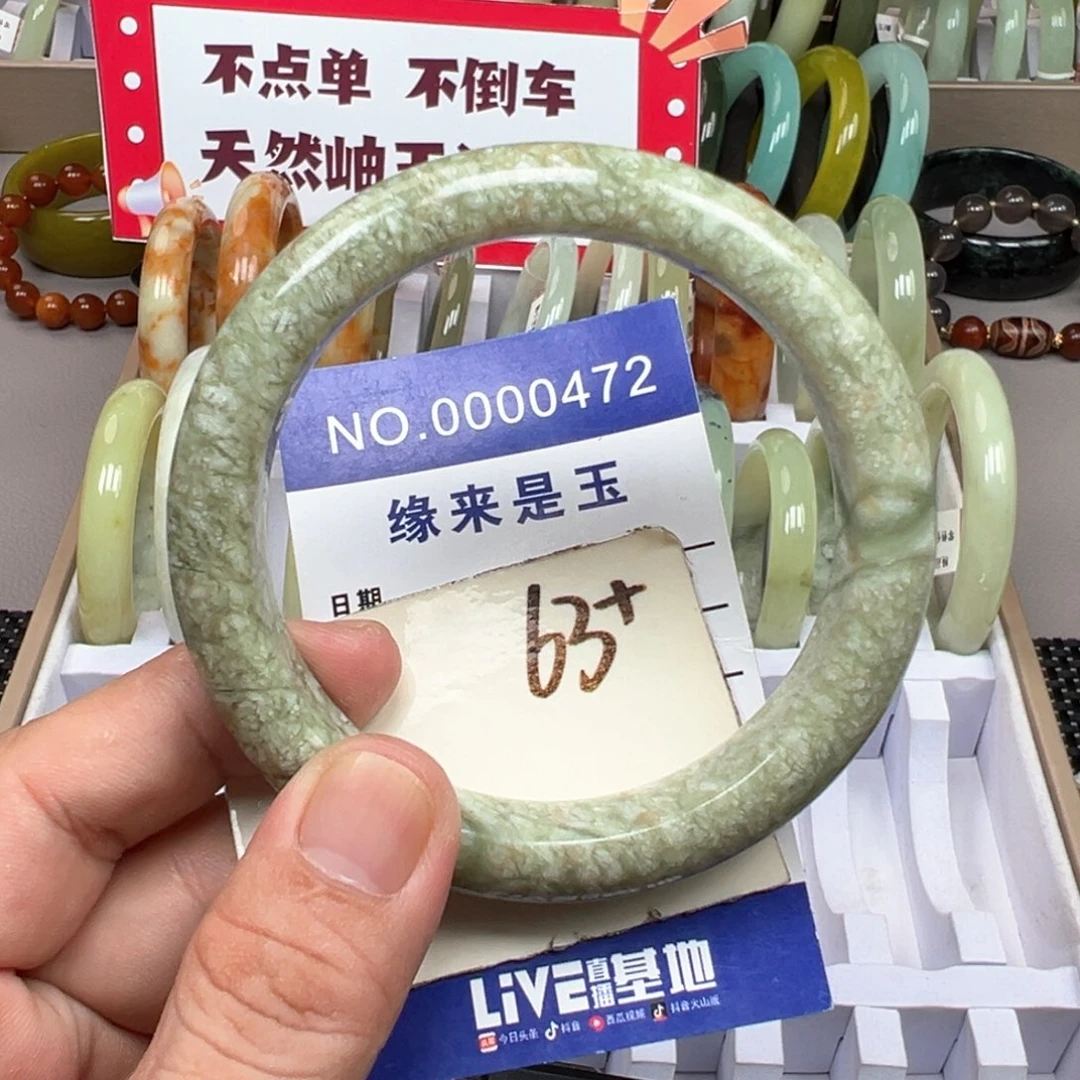 不点单 不倒车
天然岫玉
NO.0000472
缘来是玉
日期
63+
LIVE直播基地
今日头条 抖音 西瓜视频 抖音火山版